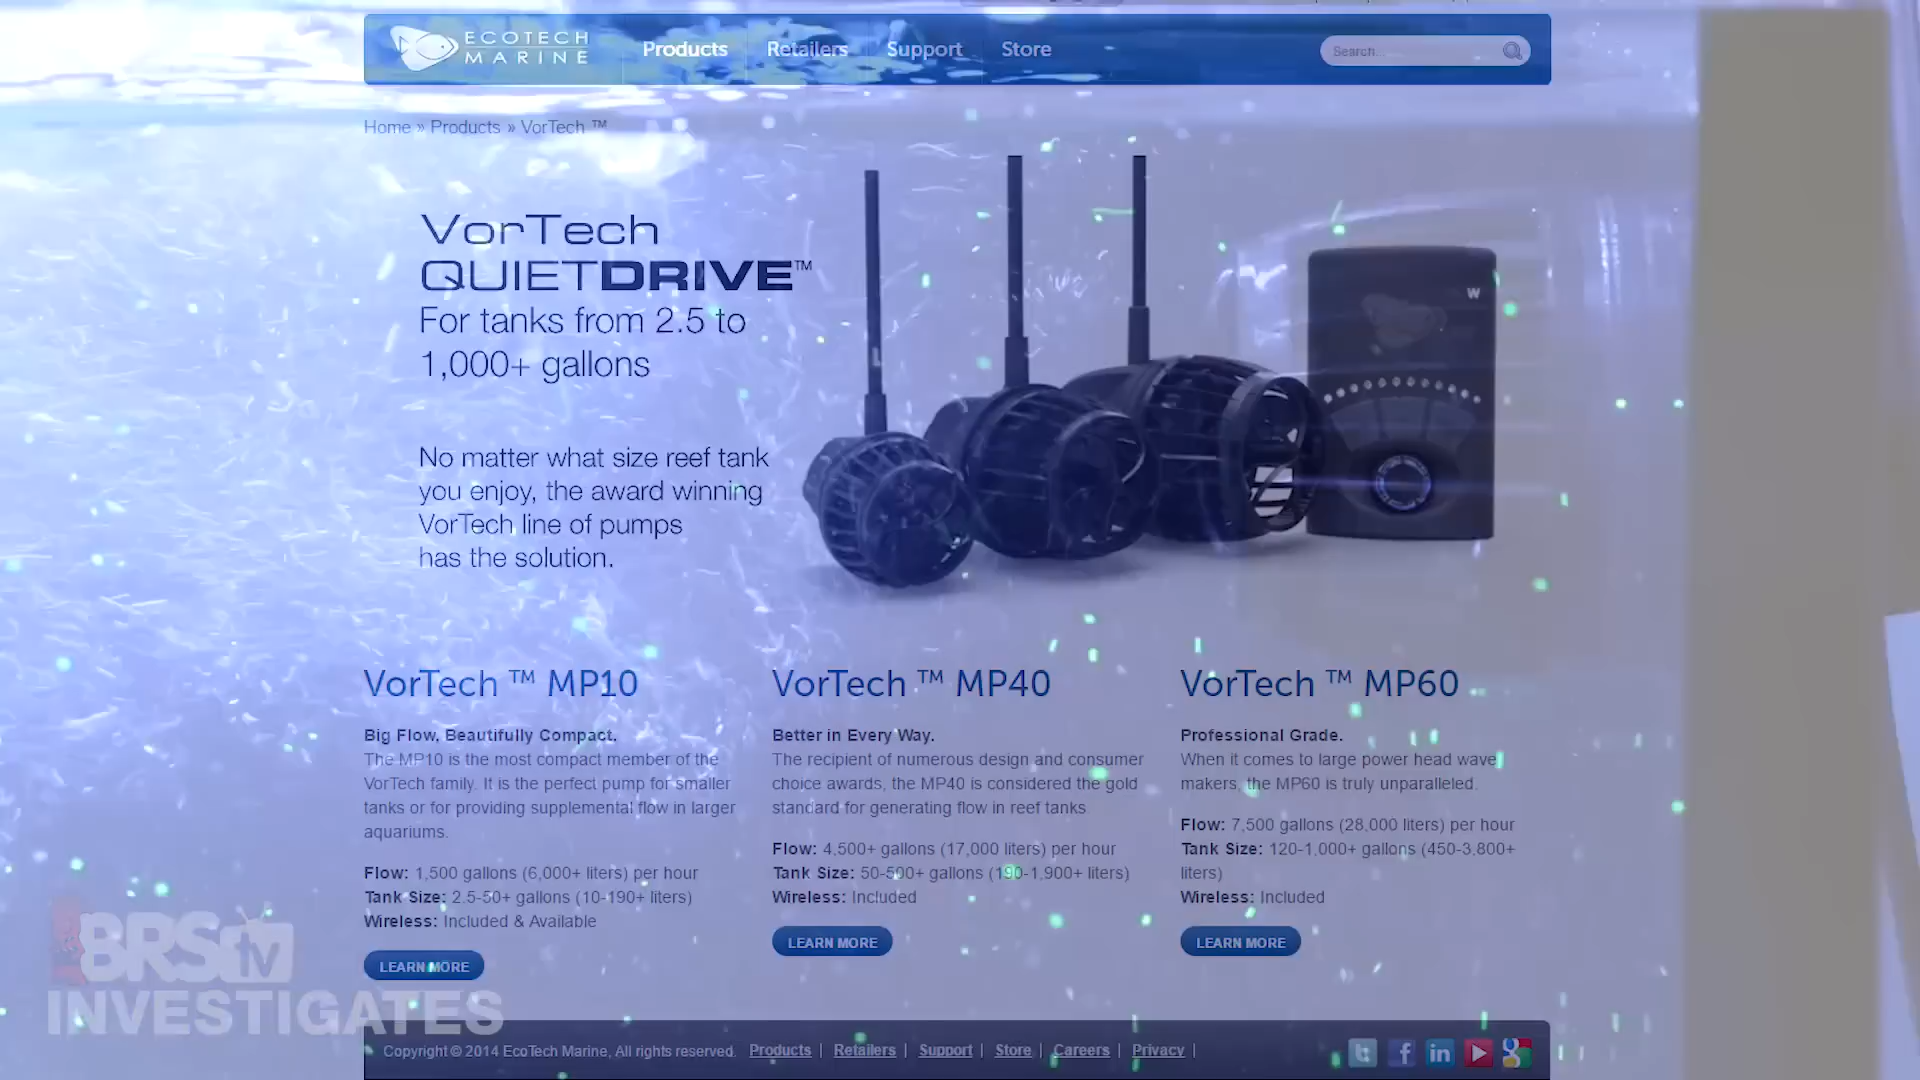 ECOTECH
MARINE
Products
Retailers
Support
Store
Search...
Home » Products » VorTech ™
VorTech
QUIETDRIVE™
For tanks from 2.5 to
1,000+ gallons
No matter what size reef tank
you enjoy, the award winning
VorTech line of pumps
has the solution.
W
VorTech ™ MP10
Big Flow, Beautifully Compact.
The MP10 is the most compact member of the
VorTech family. It is the perfect pump for smaller
tanks or for providing supplemental flow in larger
aquariums.
Flow: 1,500 gallons (6,000+ liters) per hour
Tank Size: 2.5-50+ gallons (10-190+ liters)
Wireless: Included & Available
LEARN MORE
VorTech ™ MP40
Better in Every Way.
The recipient of numerous design and consumer
choice awards, the MP40 is considered the gold
standard for generating flow in reef tanks
Flow: 4,500+ gallons (17,000 liters) per hour
Tank Size: 50-500+ gallons (190-1,900+ liters)
Wireless: Included
LEARN MORE
VorTech ™ MP60
Professional Grade.
When it comes to large power head wave
makers, the MP60 is truly unparalleled.
Flow: 7,500 gallons (28,000 liters) per hour
Tank Size: 120-1,000+ gallons (450-3,800+
liters)
Wireless: Included
LEARN MORE
BRStv
INVESTIGATES
Copyright © 2014 EcoTech Marine, All rights reserved. Products | Retailers | Support | Store | Careers | Privacy |